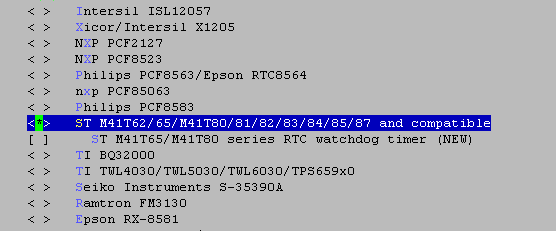 < > Intersil ISL12057
< > Xicor/Intersil X1205
< > NXP PCF2127
< > NXP PCF8523
< > Philips PCF8563/Epson RTC8564
< > nxp PCF85063
< > Philips PCF8583
<*> ST M41T62/65/M41T80/81/82/83/84/85/87 and compatible
[ ] ST M41T65/M41T80 series RTC watchdog timer (NEW)
< > TI BQ32000
< > TI TWL4030/TWL5030/TWL6030/TPS659x0
< > Seiko Instruments S-35390A
< > Ramtron FM3130
< > Epson RX-8581